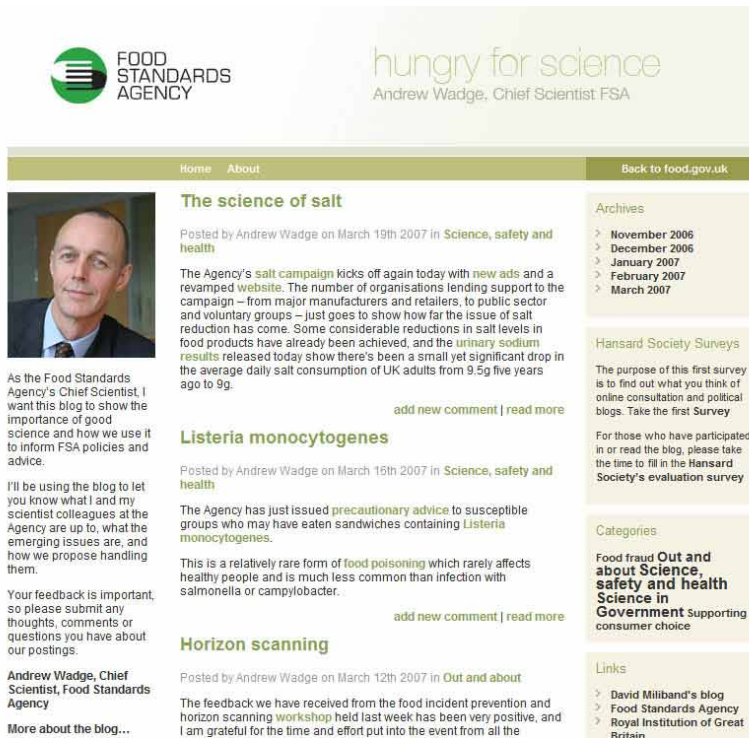 FOOD
STANDARDS
AGENCY
hungry for science
Andrew Wadge, Chief Scientist FSA
Home About
Back to food.gov.uk
As the Food Standards
Agency's Chief Scientist, I
want this blog to show the
importance of good
science and how we use it
to inform FSA policies and
advice.
I'll be using the blog to let
you know what I and my
scientist colleagues at the
Agency are up to, what the
emerging issues are, and
how we propose handling
them.
Your feedback is important,
so please submit any
thoughts, comments or
questions you have about
our postings.
Andrew Wadge, Chief
Scientist, Food Standards
Agency
More about the blog...
The science of salt
Posted by Andrew Wadge on March 19th 2007 in Science, safety and
health
The Agency's salt campaign kicks off again today with new ads and a
revamped website. The number of organisations lending support to the
campaign – from major manufacturers and retailers, to public sector
and voluntary groups – just goes to show how far the issue of salt
reduction has come. Some considerable reductions in salt levels in
food products have already been achieved, and the urinary sodium
results released today show there's been a small yet significant drop in
the average daily salt consumption of UK adults from 9.5g five years
ago to 9g.
add new comment | read more
Listeria monocytogenes
Posted by Andrew Wadge on March 16th 2007 in Science, safety and
health
The Agency has just issued precautionary advice to susceptible
groups who may have eaten sandwiches containing Listeria
monocytogenes.
This is a relatively rare form of food poisoning which rarely affects
healthy people and is much less common than infection with
salmonella or campylobacter.
add new comment | read more
Horizon scanning
Posted by Andrew Wadge on March 12th 2007 in Out and about
The feedback we have received from the food incident prevention and
horizon scanning workshop held last week has been very positive, and
I am grateful for the time and effort put into the event from all the
Archives
November 2006
December 2006
January 2007
February 2007
March 2007
Hansard Society Surveys
The purpose of this first survey
is to find out what you think of
online consultation and political
blogs. Take the first Survey
For those who have participated
in or read the blog, please take
the time to fill in the Hansard
Society's evaluation survey
Categories
Food fraud Out and
about Science,
safety and health
Science in
Government Supporting
consumer choice
Links
David Miliband's blog
Food Standards Agency
Royal Institution of Great
Britain